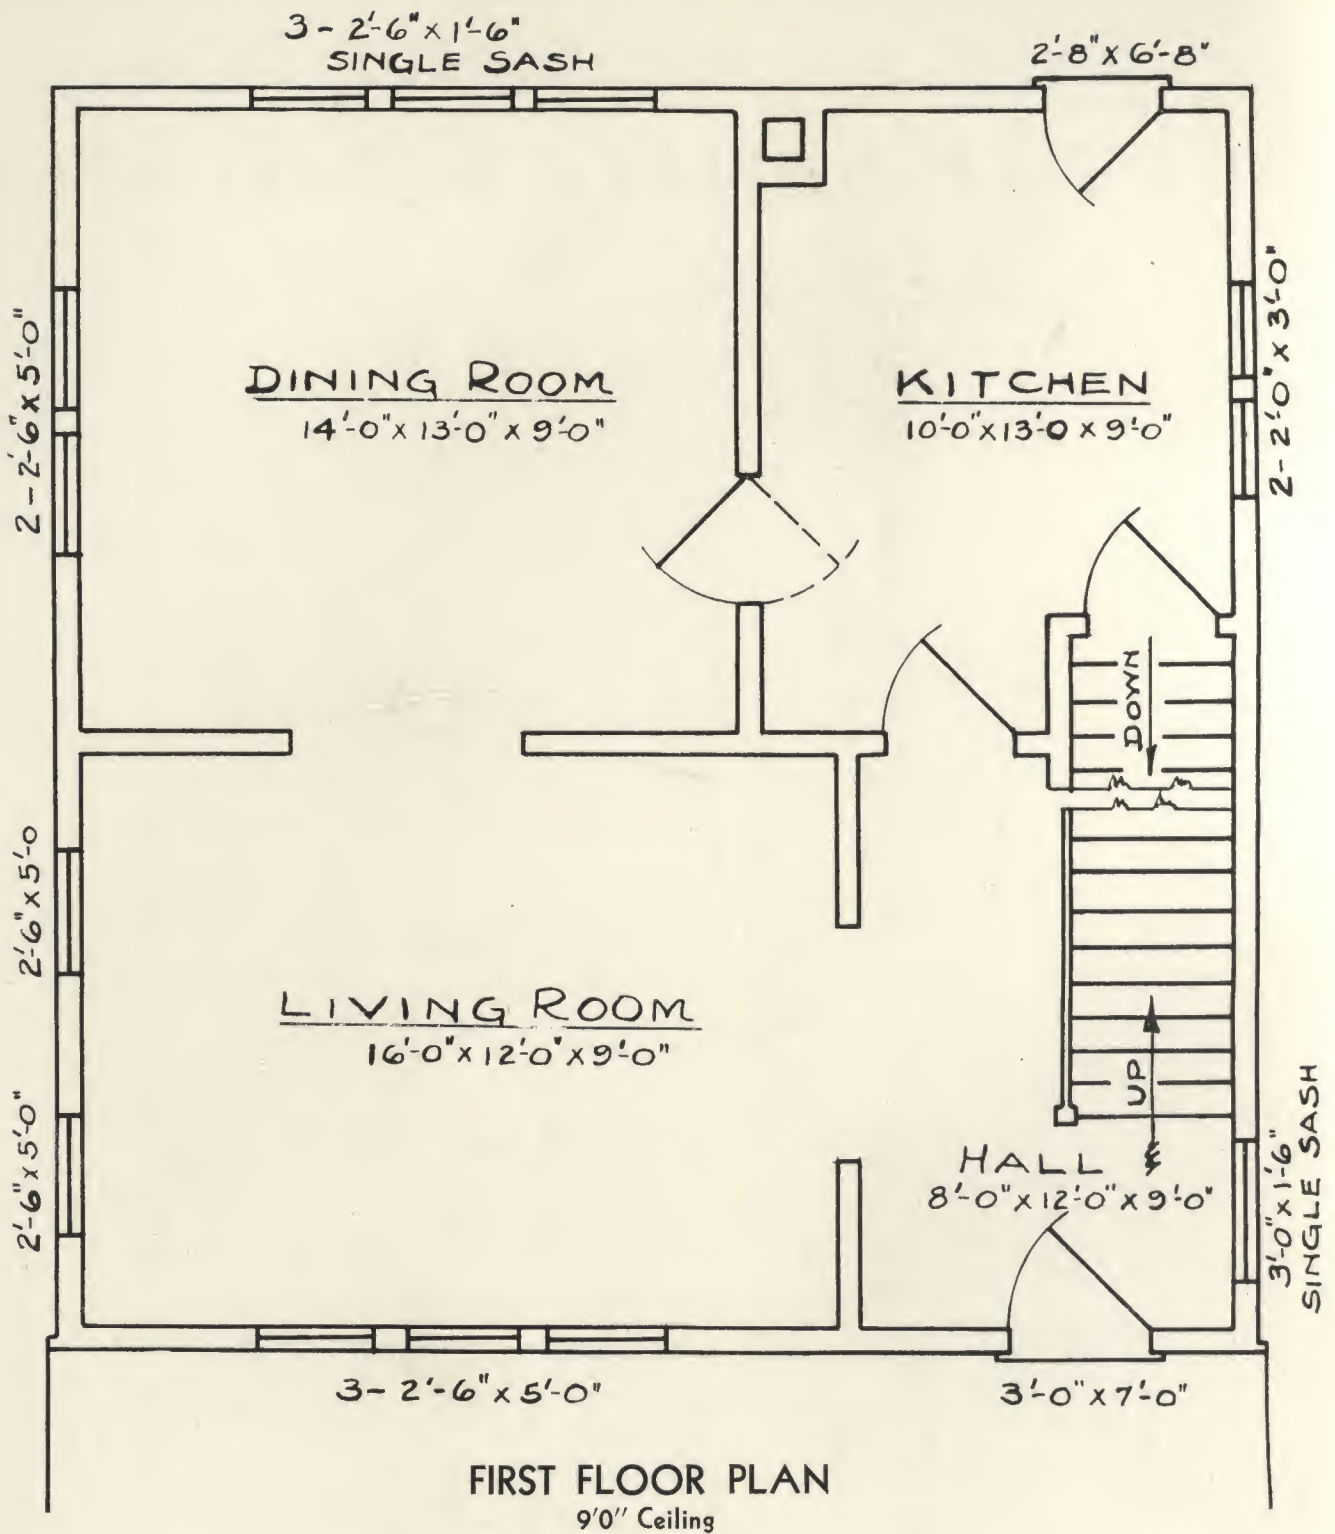 3 - 2'-6" x 1'-6"
SINGLE SASH
2'-8" X 6'-8"
2 - 2'-6" x 5'-0"
DINING ROOM
14'-0" x 13'-0" x 9'-0"
KITCHEN
10'-0" x 13'-0 x 9'-0"
2 - 2'-0" x 3'-0"
DOWN
2'-6" x 5'-0
LIVING ROOM
16'-0" x 12'-0" x 9'-0"
UP
2'-6" x 5'-0"
HALL
8'-0" x 12'-0" x 9'-0"
3'-0" x 1'-6"
SINGLE SASH
3 - 2'-6" x 5'-0"
3'-0" x 7'-0"
FIRST FLOOR PLAN
9'0" Ceiling